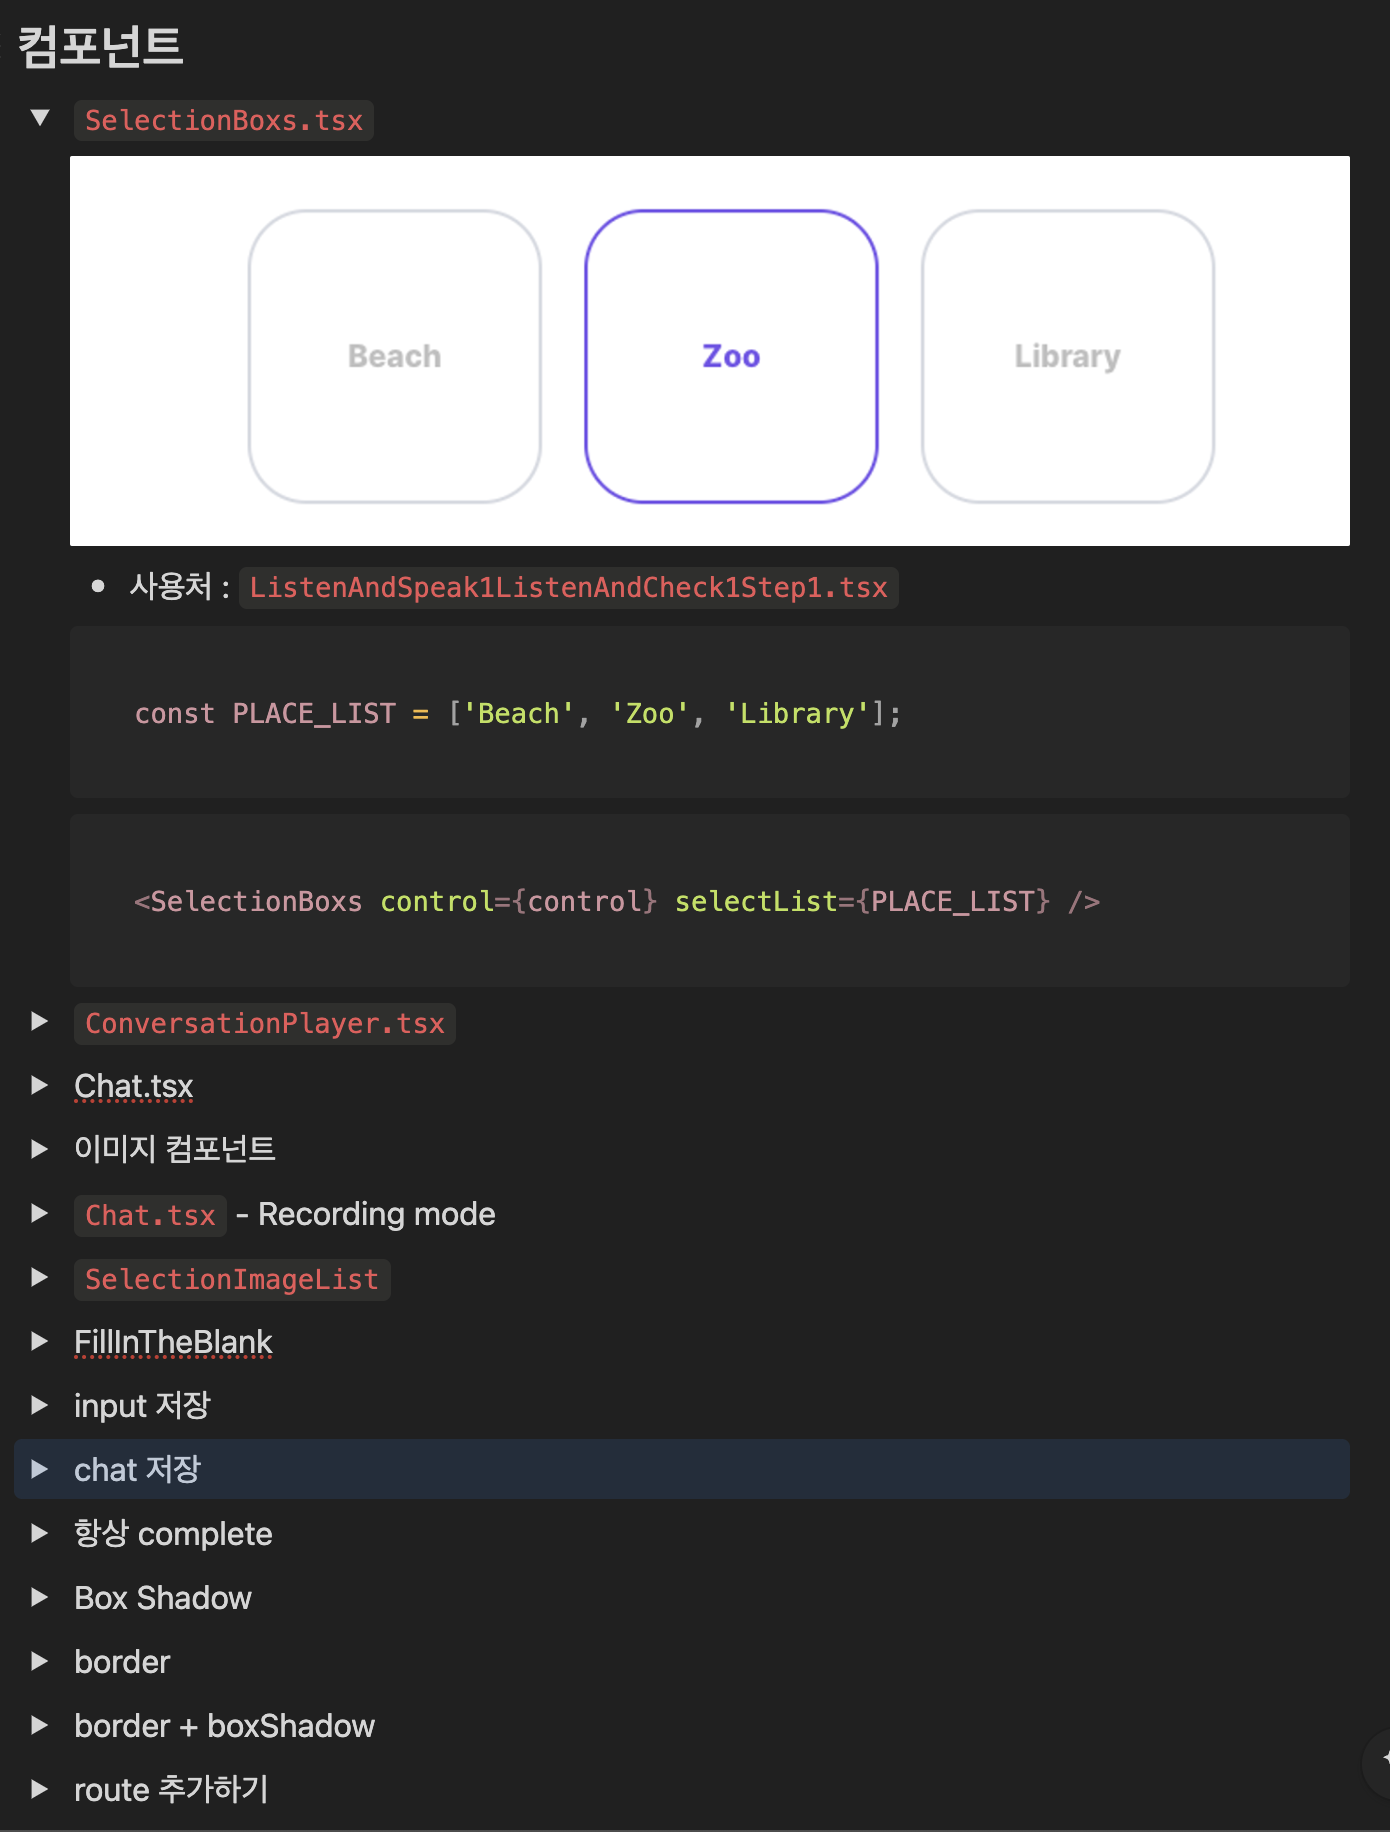 컴포넌트
SelectionBoxs.tsx
Beach Zoo Library
사용처 : ListenAndSpeak1ListenAndCheck1Step1.tsx
const PLACE_LIST = ['Beach', 'Zoo', 'Library'];
<SelectionBoxs control={control} selectList={PLACE_LIST} />
ConversationPlayer.tsx
Chat.tsx
이미지 컴포넌트
Chat.tsx - Recording mode
SelectionImageList
FillInTheBlank
input 저장
chat 저장
항상 complete
Box Shadow
border
border + boxShadow
route 추가하기